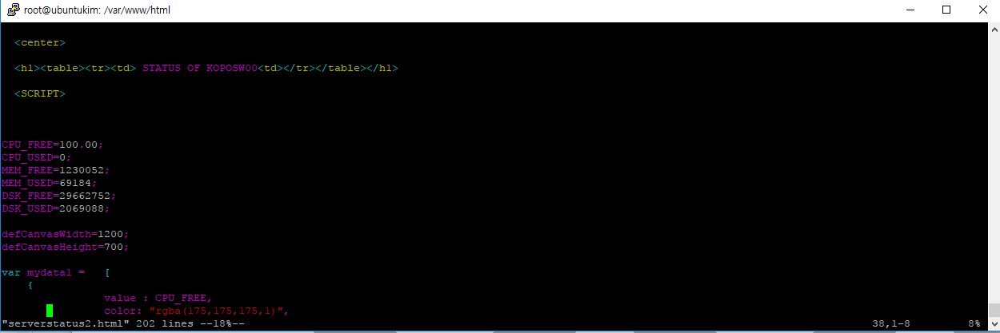 root@ubuntukim: /var/www/html
<center>
<h1><table><tr><td> STATUS OF KOPOSW00<td></tr></table></h1>
<SCRIPT>
CPU_FREE=100.00;
CPU_USED=0;
MEM_FREE=1230052;
MEM_USED=69184;
DSK_FREE=29662752;
DSK_USED=2069088;
defCanvasWidth=1200;
defCanvasHeight=700;
var mydata1 =   [
{
value : CPU_FREE,
color: "rgba(175,175,175,1)",
"serverstatus2.html" 202 lines --18%-- 38,1-8 8%